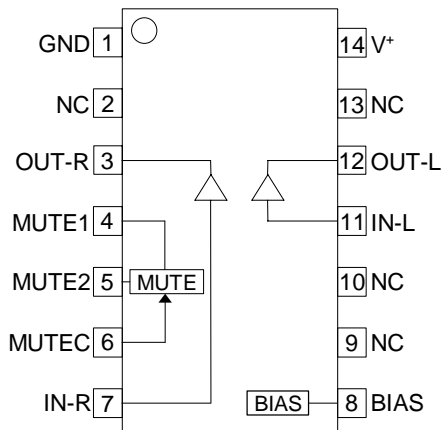 GND 1 14 V⁺
NC 2 13 NC
OUT-R 3 12 OUT-L
MUTE1 4 11 IN-L
MUTE2 5 MUTE 10 NC
MUTEC 6 9 NC
IN-R 7 BIAS 8 BIAS